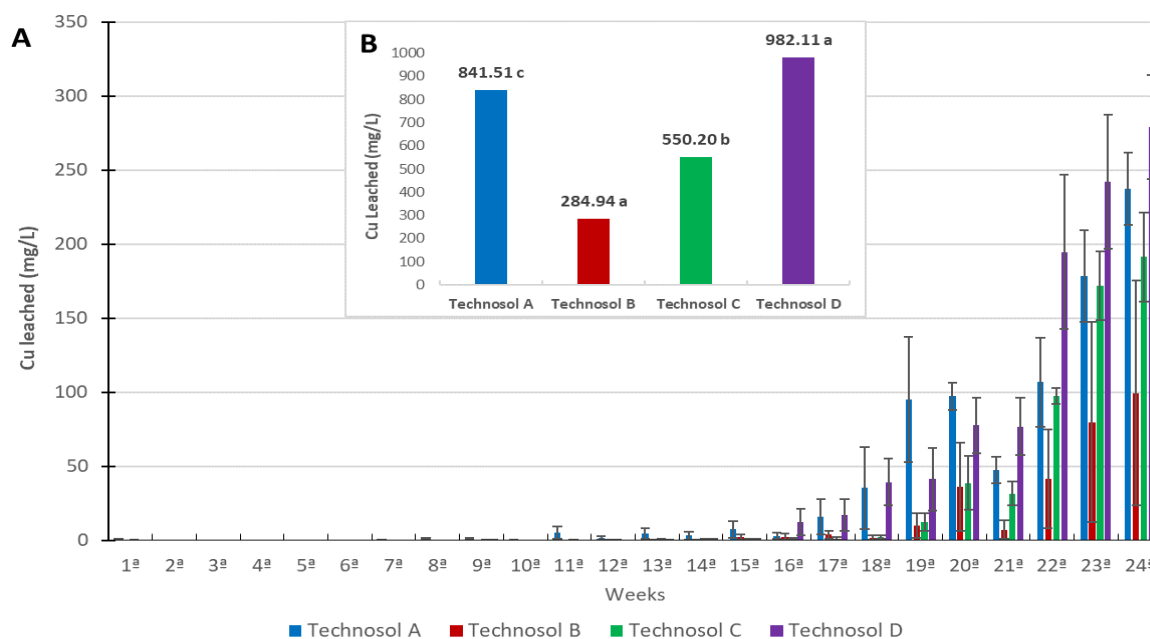 A
350
300
250
200
150
100
50
0
Cu leached (mg/L)
B
1000
900
800
700
600
500
400
300
200
100
0
Cu Leached (mg/L)
841.51 c
284.94 a
550.20 b
982.11 a
Technosol A Technosol B Technosol C Technosol D
1ª 2ª 3ª 4ª 5ª 6ª 7ª 8ª 9ª 10ª 11ª 12ª 13ª 14ª 15ª 16ª 17ª 18ª 19ª 20ª 21ª 22ª 23ª 24ª
Weeks
Technosol A Technosol B Technosol C Technosol D